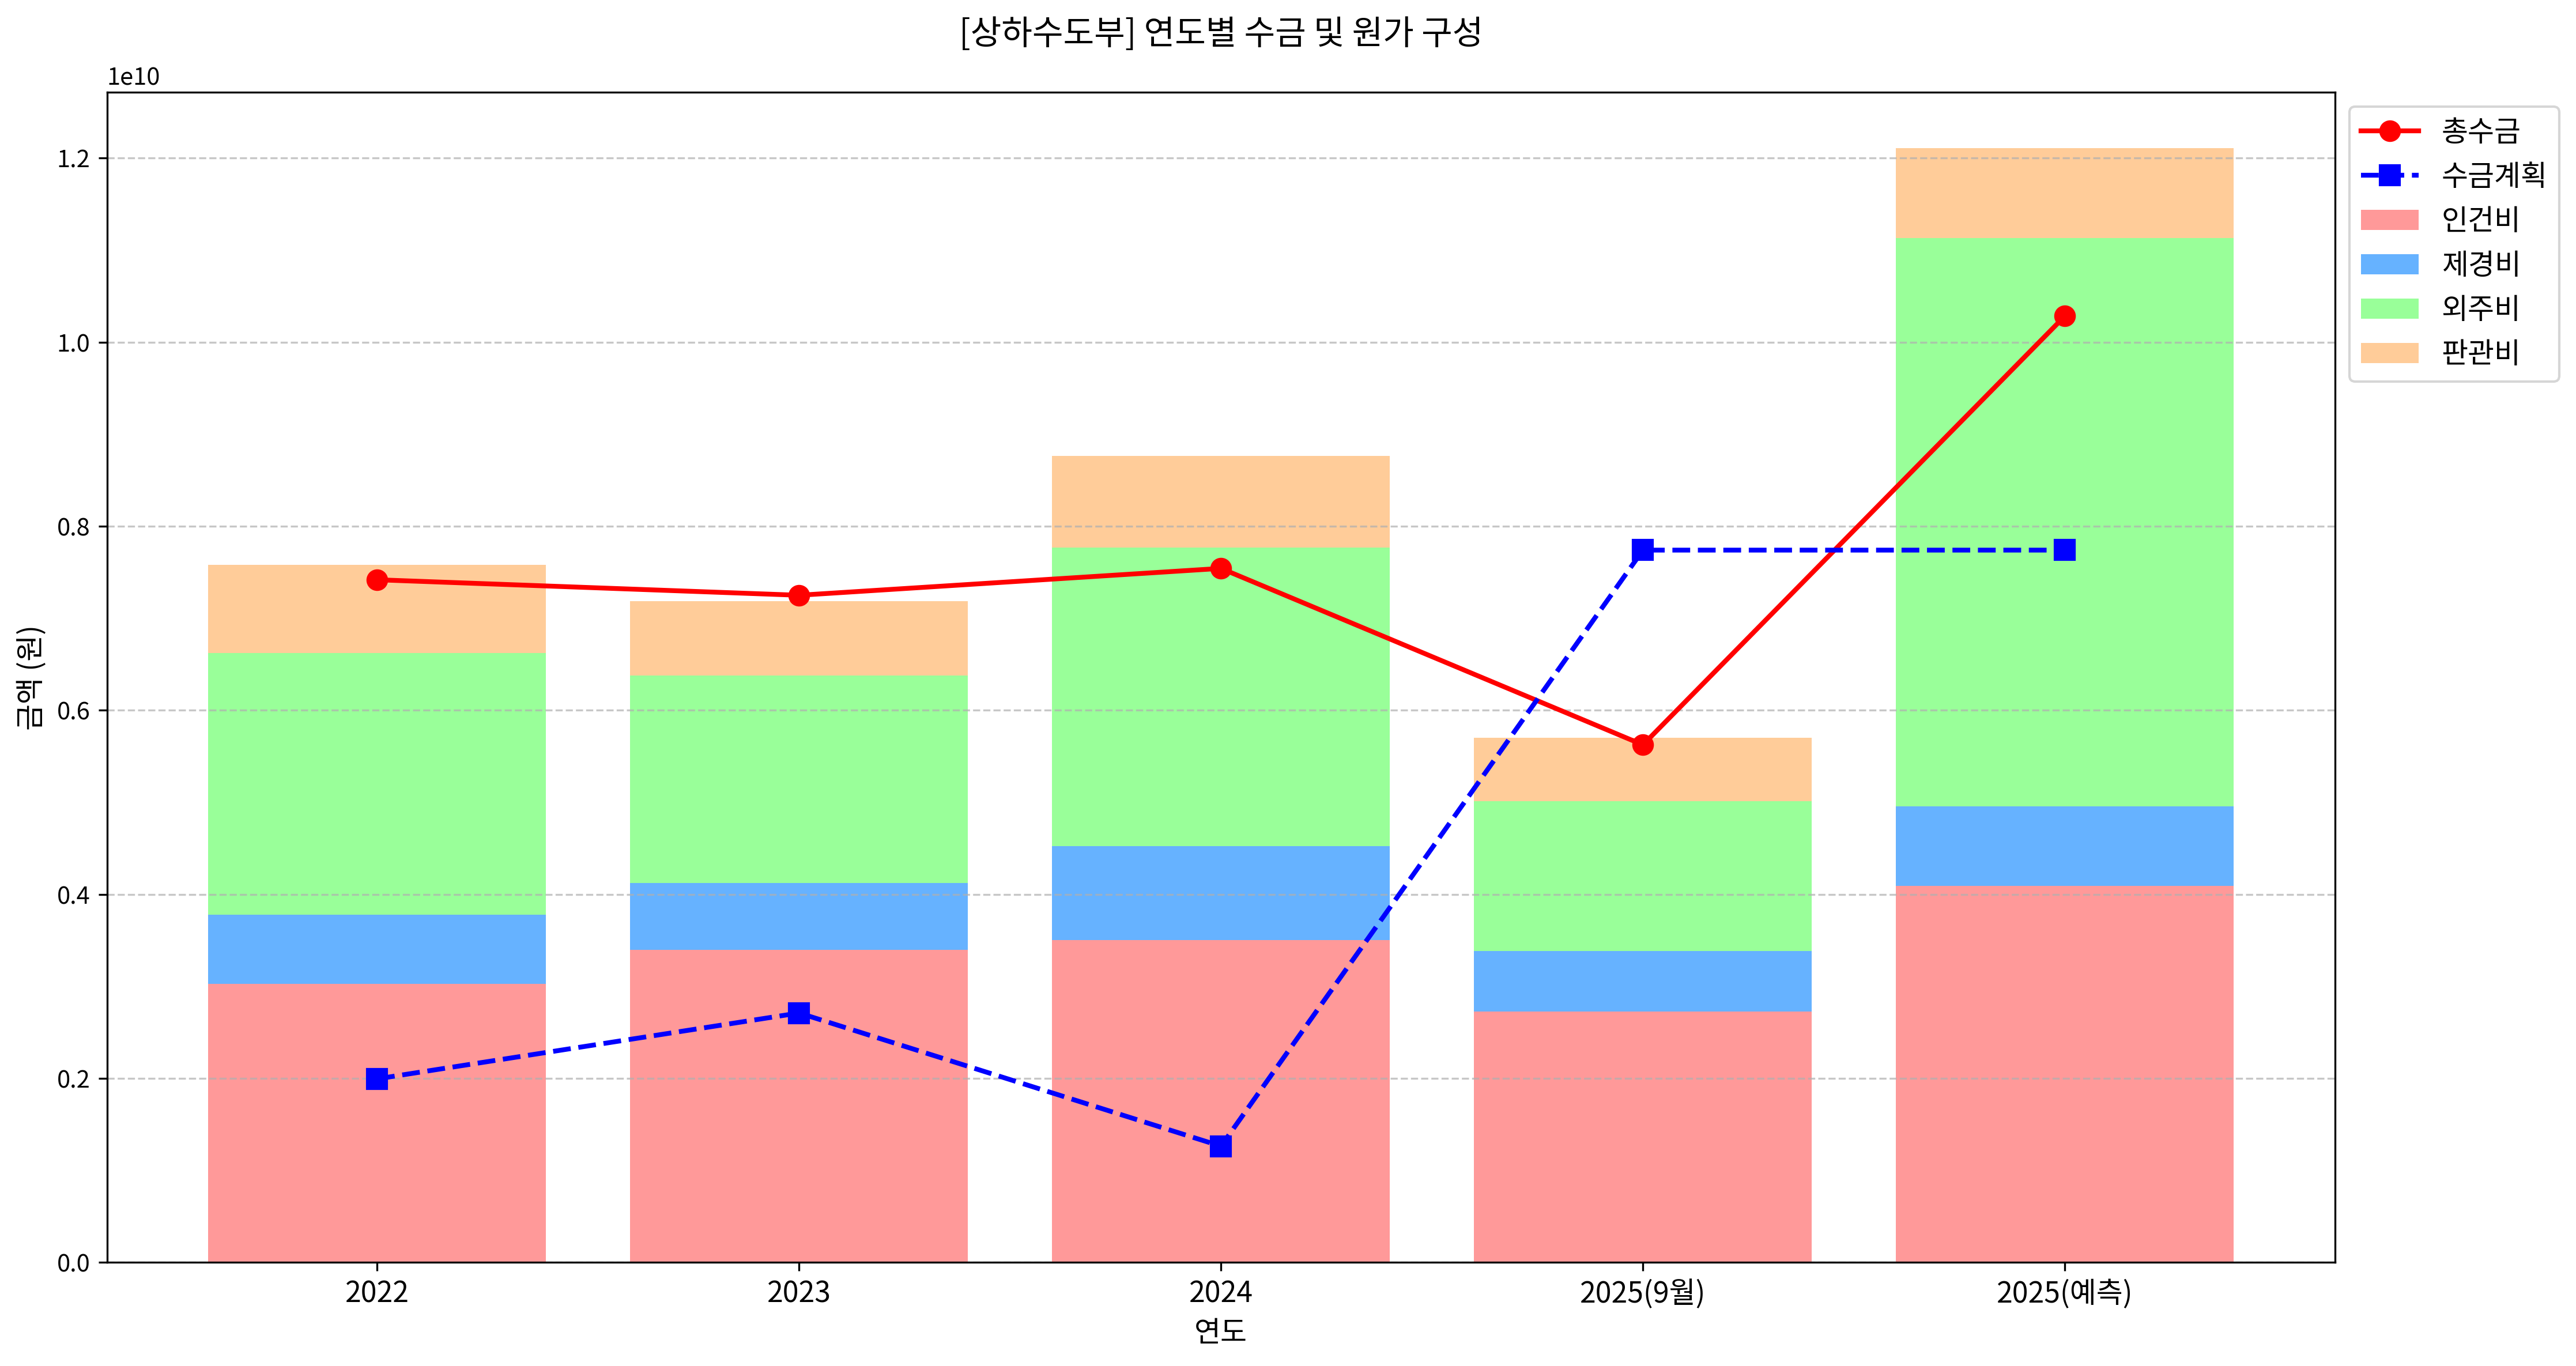 [상하수도부] 연도별 수금 및 원가 구성
1e10
1.2
1.0
0.8
0.6
0.4
0.2
0.0
금액 (원)
2022
2023
2024
2025(9월)
2025(예측)
연도
총수금
수금계획
인건비
제경비
외주비
판관비